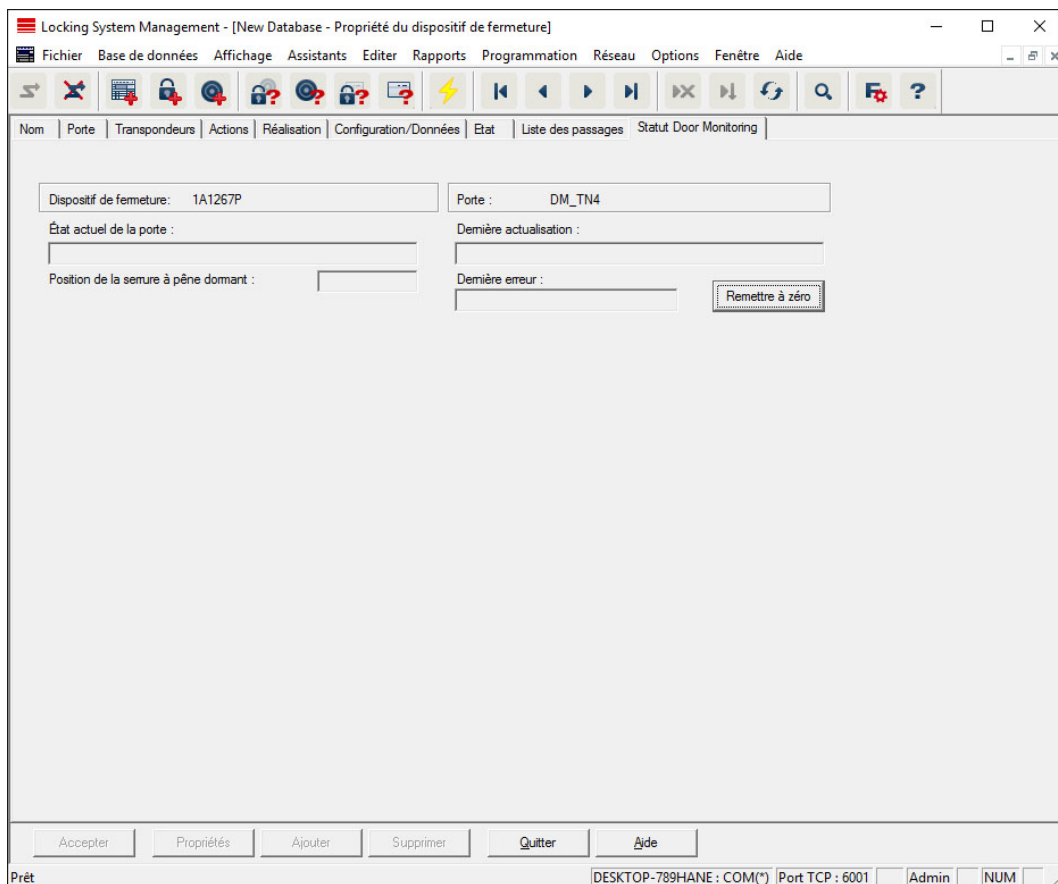 Locking System Management - [New Database - Propriété du dispositif de fermeture]
Fichier Base de données Affichage Assistants Editer Rapports Programmation Réseau Options Fenêtre Aide
Nom Porte Transpondeurs Actions Réalisation Configuration/Données Etat Liste des passages Statut Door Monitoring
Dispositif de fermeture: 1A1267P Porte : DM_TN4
État actuel de la porte : Dernière actualisation :
Position de la serrure à pêne dormant : Dernière erreur :
Remettre à zéro
Accepter Propriétés Ajouter Supprimer Quitter Aide
Prêt DESKTOP-789HANE : COM(*) Port TCP : 6001 Admin NUM